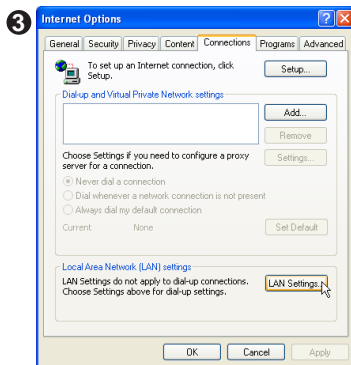 3
Internet Options
General Security Privacy Content Connections Programs Advanced
To set up an Internet connection, click
Setup.
Setup...
Dial-up and Virtual Private Network settings
Add...
Remove
Choose Settings if you need to configure a proxy
server for a connection.
Settings...
Never dial a connection
Dial whenever a network connection is not present
Always dial my default connection
Current None
Set Default
Local Area Network (LAN) settings
LAN Settings do not apply to dial-up connections.
Choose Settings above for dial-up settings.
LAN Settings...
OK Cancel Apply